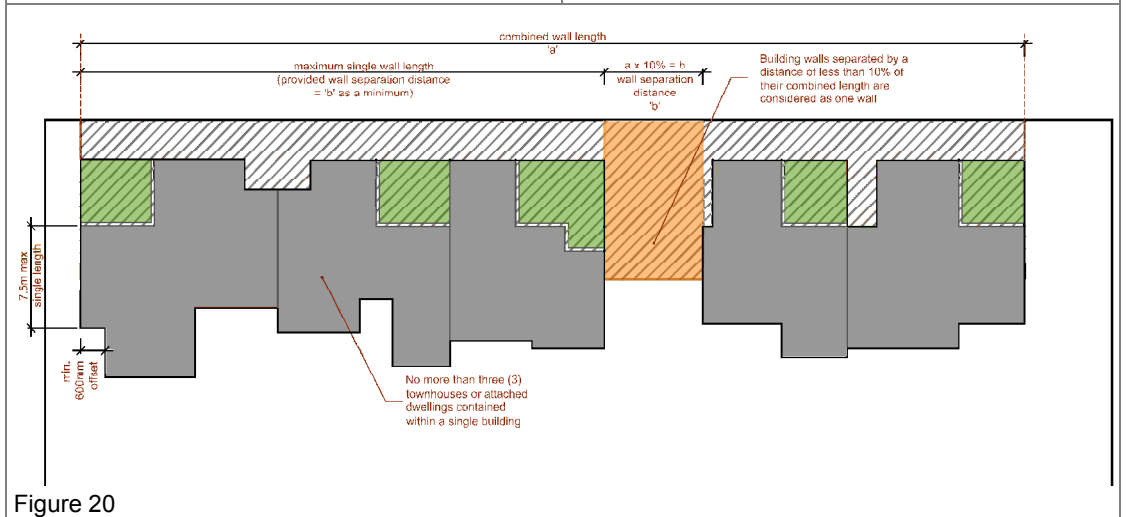 combined wall length
'a'
maximum single wall length
(provided wall separation distance
= 'b' as a minimum)
a x 10% = b
wall separation
distance
'b'
Building walls separated by a
distance of less than 10% of
their combined length are
considered as one wall
7.5m max
single length
min.
600mm
offset
No more than three (3)
townhouses or attached
dwellings contained
within a single building
Figure 20